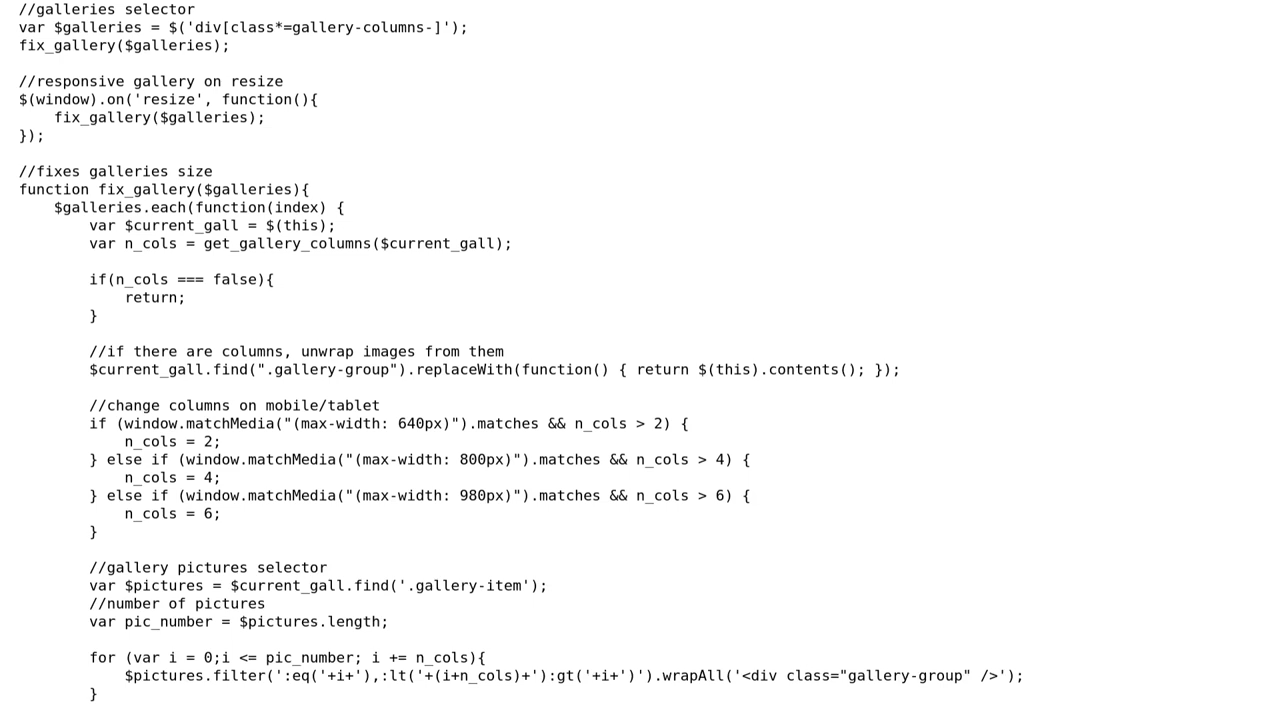 //galleries selector
var $galleries = $('div[class*=gallery-columns-]');
fix_gallery($galleries);

//responsive gallery on resize
$(window).on('resize', function(){
    fix_gallery($galleries);
});

//fixes galleries size
function fix_gallery($galleries){
    $galleries.each(function(index) {
        var $current_gall = $(this);
        var n_cols = get_gallery_columns($current_gall);

        if(n_cols === false){
            return;
        }

        //if there are columns, unwrap images from them
        $current_gall.find(".gallery-group").replaceWith(function() { return $(this).contents(); });

        //change columns on mobile/tablet
        if (window.matchMedia("(max-width: 640px)").matches && n_cols > 2) {
            n_cols = 2;
        } else if (window.matchMedia("(max-width: 800px)").matches && n_cols > 4) {
            n_cols = 4;
        } else if (window.matchMedia("(max-width: 980px)").matches && n_cols > 6) {
            n_cols = 6;
        }

        //gallery pictures selector
        var $pictures = $current_gall.find('.gallery-item');
        //number of pictures
        var pic_number = $pictures.length;

        for (var i = 0;i <= pic_number; i += n_cols){
            $pictures.filter(':eq('+i+'),:lt('+(i+n_cols)+'):gt('+i+')').wrapAll('<div class="gallery-group" />');
        }